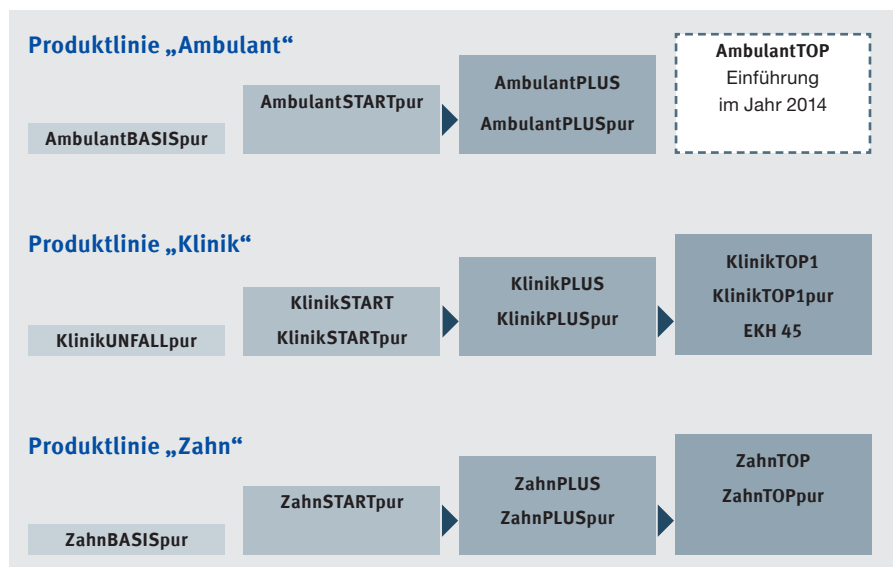 Produktlinie „Ambulant“
AmbulantBASISpur
AmbulantSTARTpur
AmbulantPLUS
AmbulantPLUSpur
AmbulantTOP
Einführung
im Jahr 2014
Produktlinie „Klinik“
KlinikUNFALLpur
KlinikSTART
KlinikSTARTpur
KlinikPLUS
KlinikPLUSpur
KlinikTOP1
KlinikTOP1pur
EKH 45
Produktlinie „Zahn“
ZahnBASISpur
ZahnSTARTpur
ZahnPLUS
ZahnPLUSpur
ZahnTOP
ZahnTOPpur